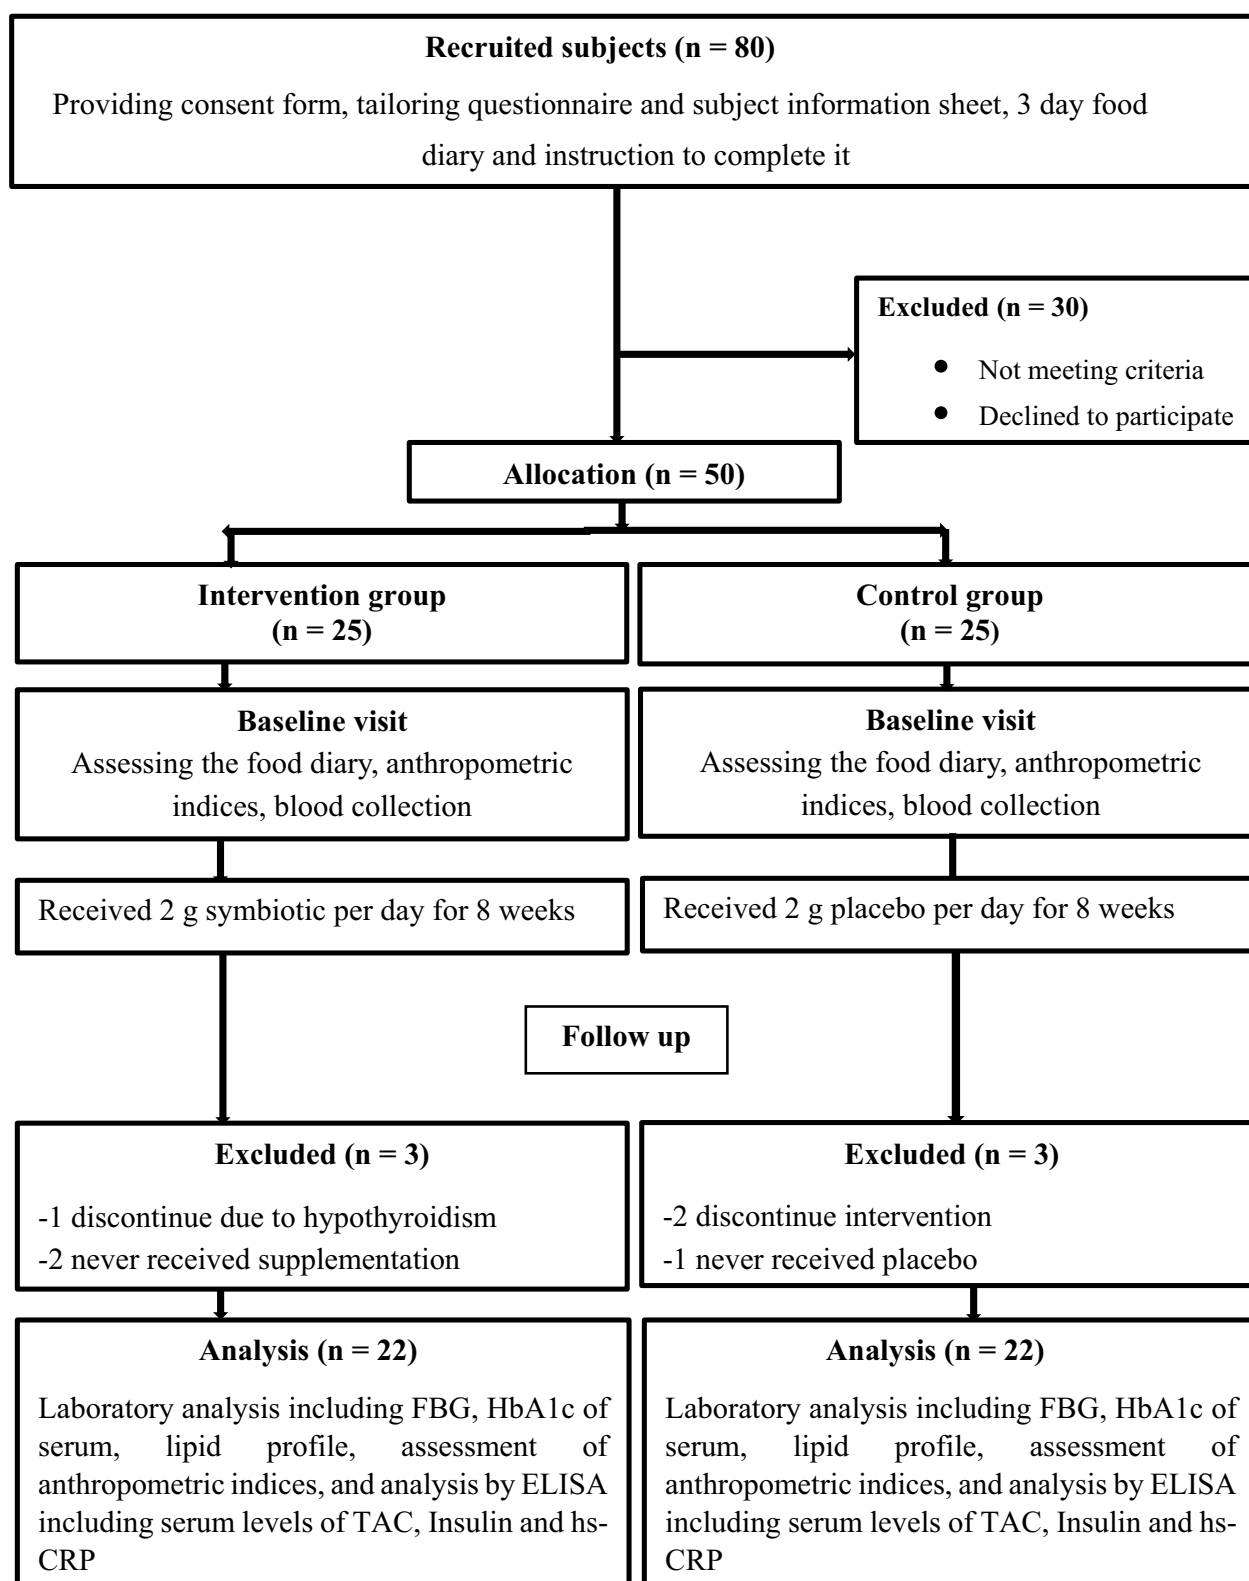 Recruited subjects (n = 80)
Providing consent form, tailoring questionnaire and subject information sheet, 3 day food
diary and instruction to complete it
Excluded (n = 30)
● Not meeting criteria
● Declined to participate
Allocation (n = 50)
Intervention group
(n = 25)
Control group
(n = 25)
Baseline visit
Assessing the food diary, anthropometric
indices, blood collection
Baseline visit
Assessing the food diary, anthropometric
indices, blood collection
Received 2 g symbiotic per day for 8 weeks
Received 2 g placebo per day for 8 weeks
Follow up
Excluded (n = 3)
-1 discontinue due to hypothyroidism
-2 never received supplementation
Excluded (n = 3)
-2 discontinue intervention
-1 never received placebo
Analysis (n = 22)
Laboratory analysis including FBG, HbA1c of
serum, lipid profile, assessment of
anthropometric indices, and analysis by ELISA
including serum levels of TAC, Insulin and hs-
CRP
Analysis (n = 22)
Laboratory analysis including FBG, HbA1c of
serum, lipid profile, assessment of
anthropometric indices, and analysis by ELISA
including serum levels of TAC, Insulin and hs-
CRP